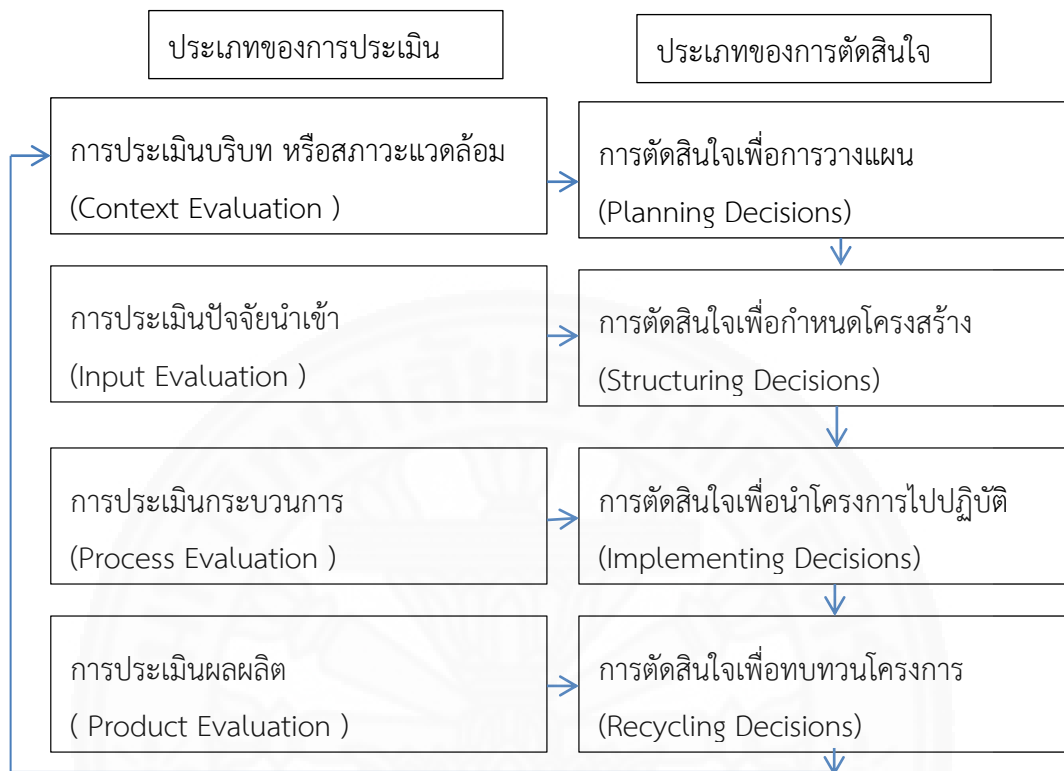 ประเภทของการประเมิน
ประเภทของการตัดสินใจ
การประเมินบริบท หรือสภาวะแวดล้อม
(Context Evaluation )
การตัดสินใจเพื่อการวางแผน
(Planning Decisions)
การประเมินปัจจัยนำเข้า
(Input Evaluation )
การตัดสินใจเพื่อกำหนดโครงสร้าง
(Structuring Decisions)
การประเมินกระบวนการ
(Process Evaluation )
การตัดสินใจเพื่อนำโครงการไปปฏิบัติ
(Implementing Decisions)
การประเมินผลผลิต
( Product Evaluation )
การตัดสินใจเพื่อทบทวนโครงการ
(Recycling Decisions)